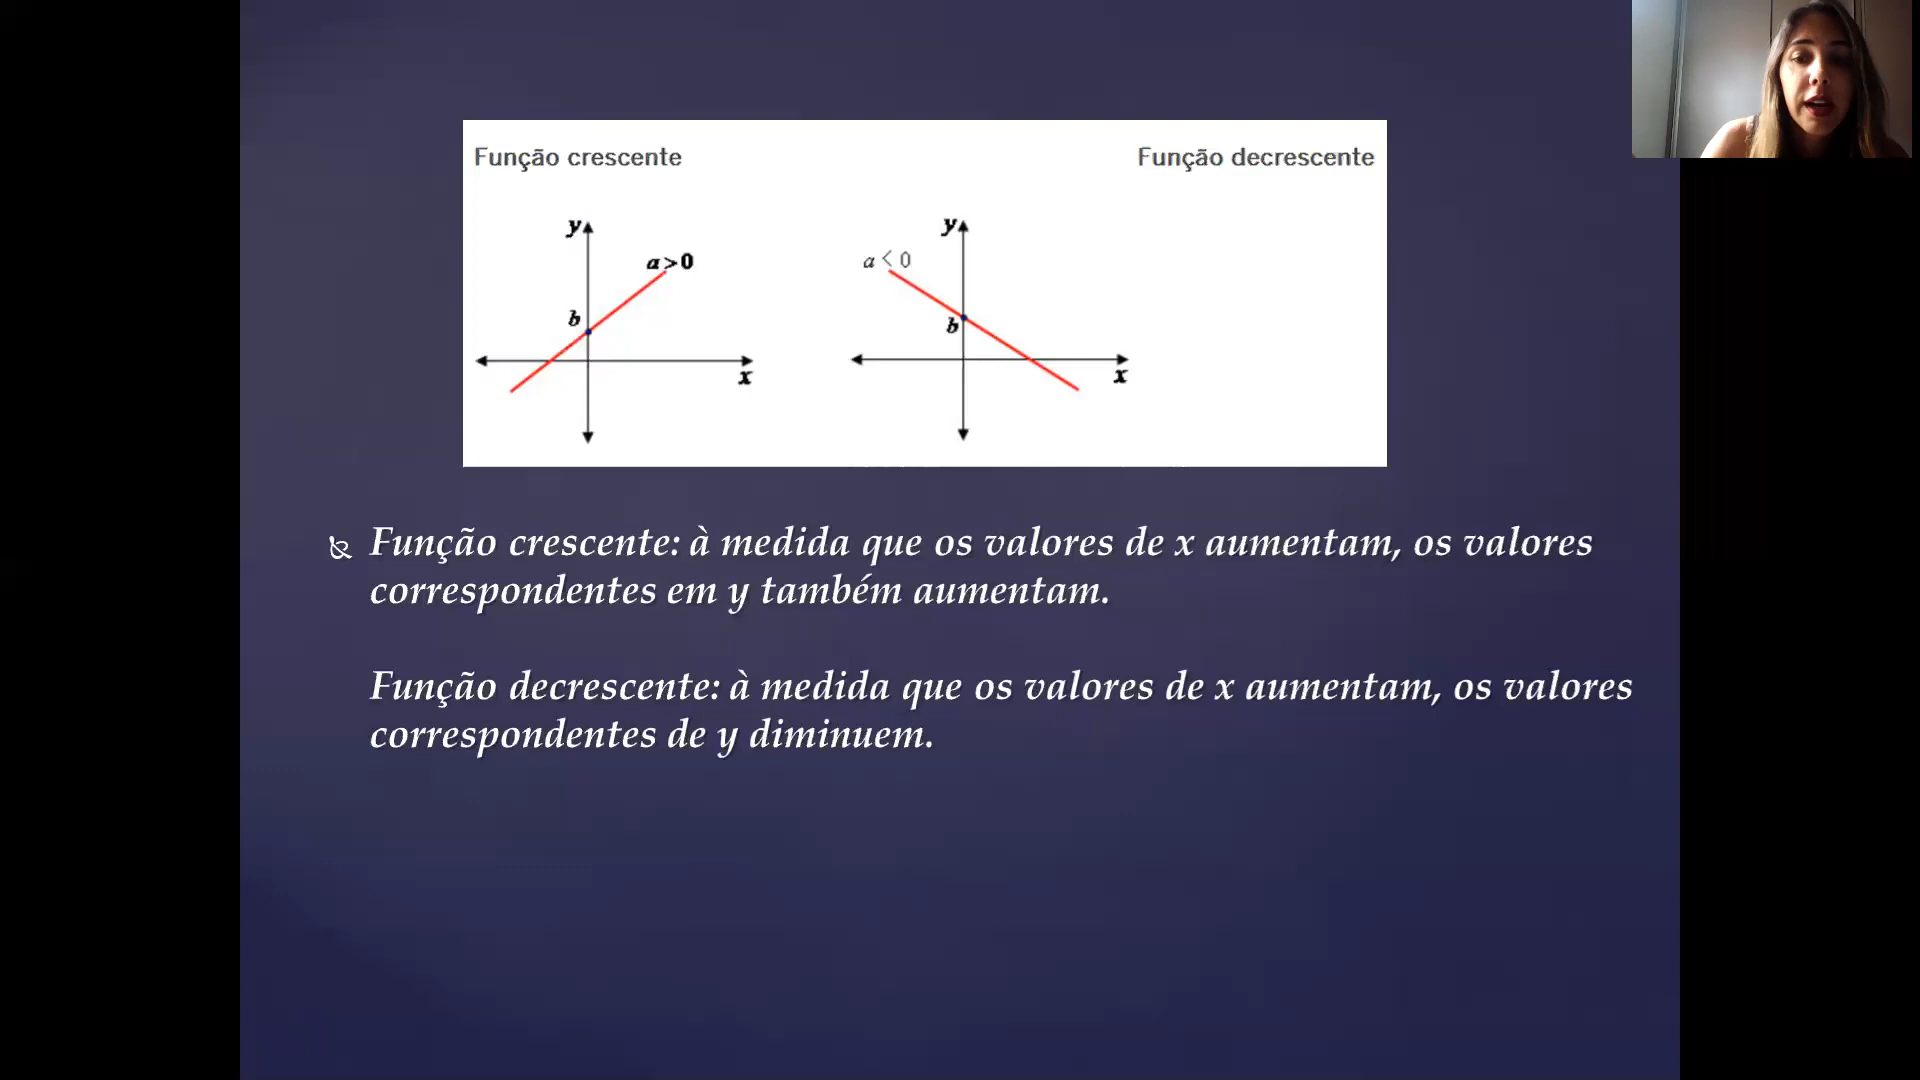 Função crescente
Função decrescente
y
a>0
b
x
y
a < 0
b
x
Função crescente: à medida que os valores de x aumentam, os valores
correspondentes em y também aumentam.
Função decrescente: à medida que os valores de x aumentam, os valores
correspondentes de y diminuem.